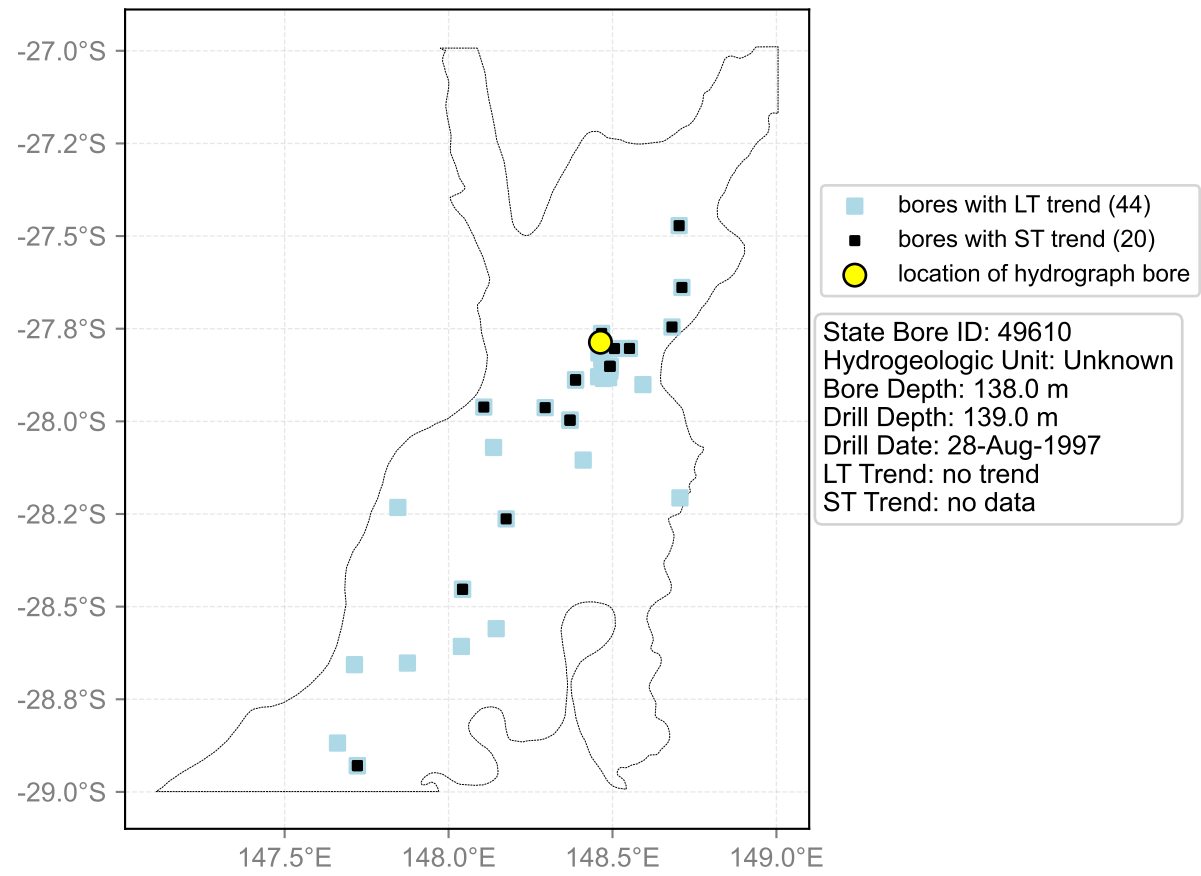 -27.0°S
-27.2°S
-27.5°S
-27.8°S
-28.0°S
-28.2°S
-28.5°S
-28.8°S
-29.0°S
147.5°E
148.0°E
148.5°E
149.0°E
bores with LT trend (44)
bores with ST trend (20)
location of hydrograph bore
State Bore ID: 49610
Hydrogeologic Unit: Unknown
Bore Depth: 138.0 m
Drill Depth: 139.0 m
Drill Date: 28-Aug-1997
LT Trend: no trend
ST Trend: no data